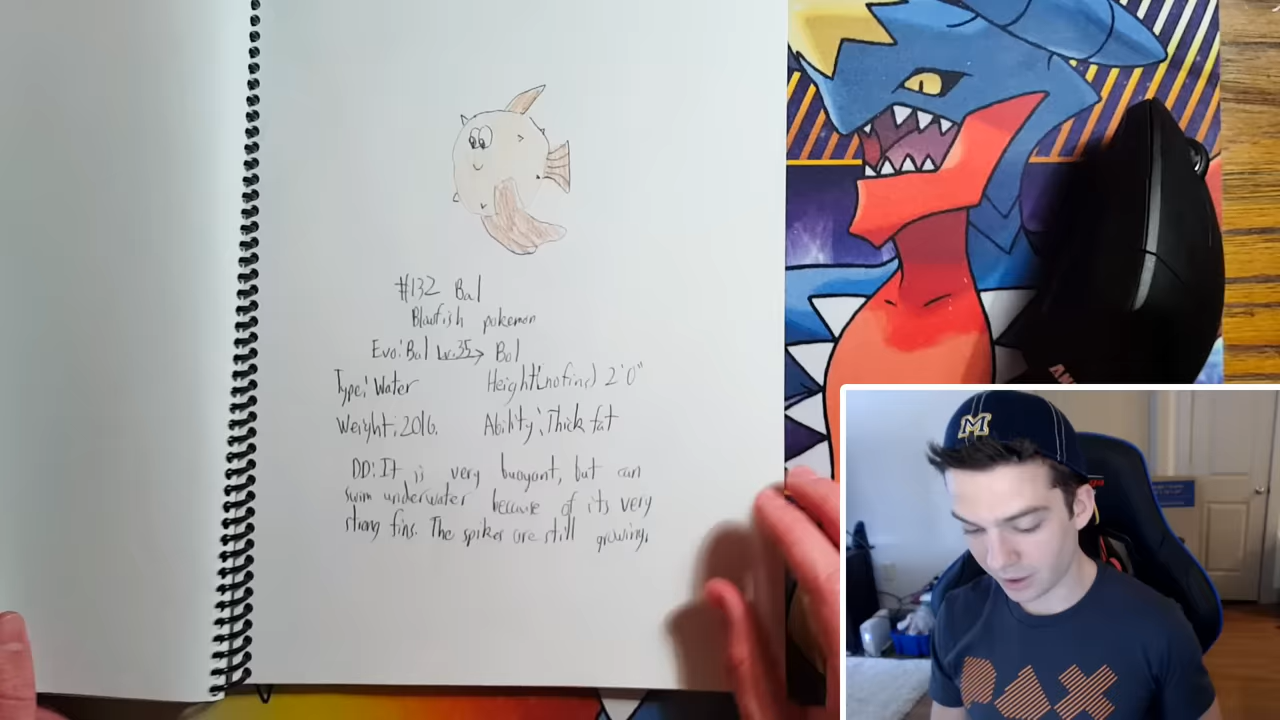 #132 Bal
Blowfish pokemon
Evo: Bal Lv.35→ Bol
Type: Water Height (no fins) 2'0"
Weight: 20lb. Ability: Thick fat
DD: It is very buoyant, but can
swim underwater because of its very
strong fins. The spikes are still growing.
M
PAX